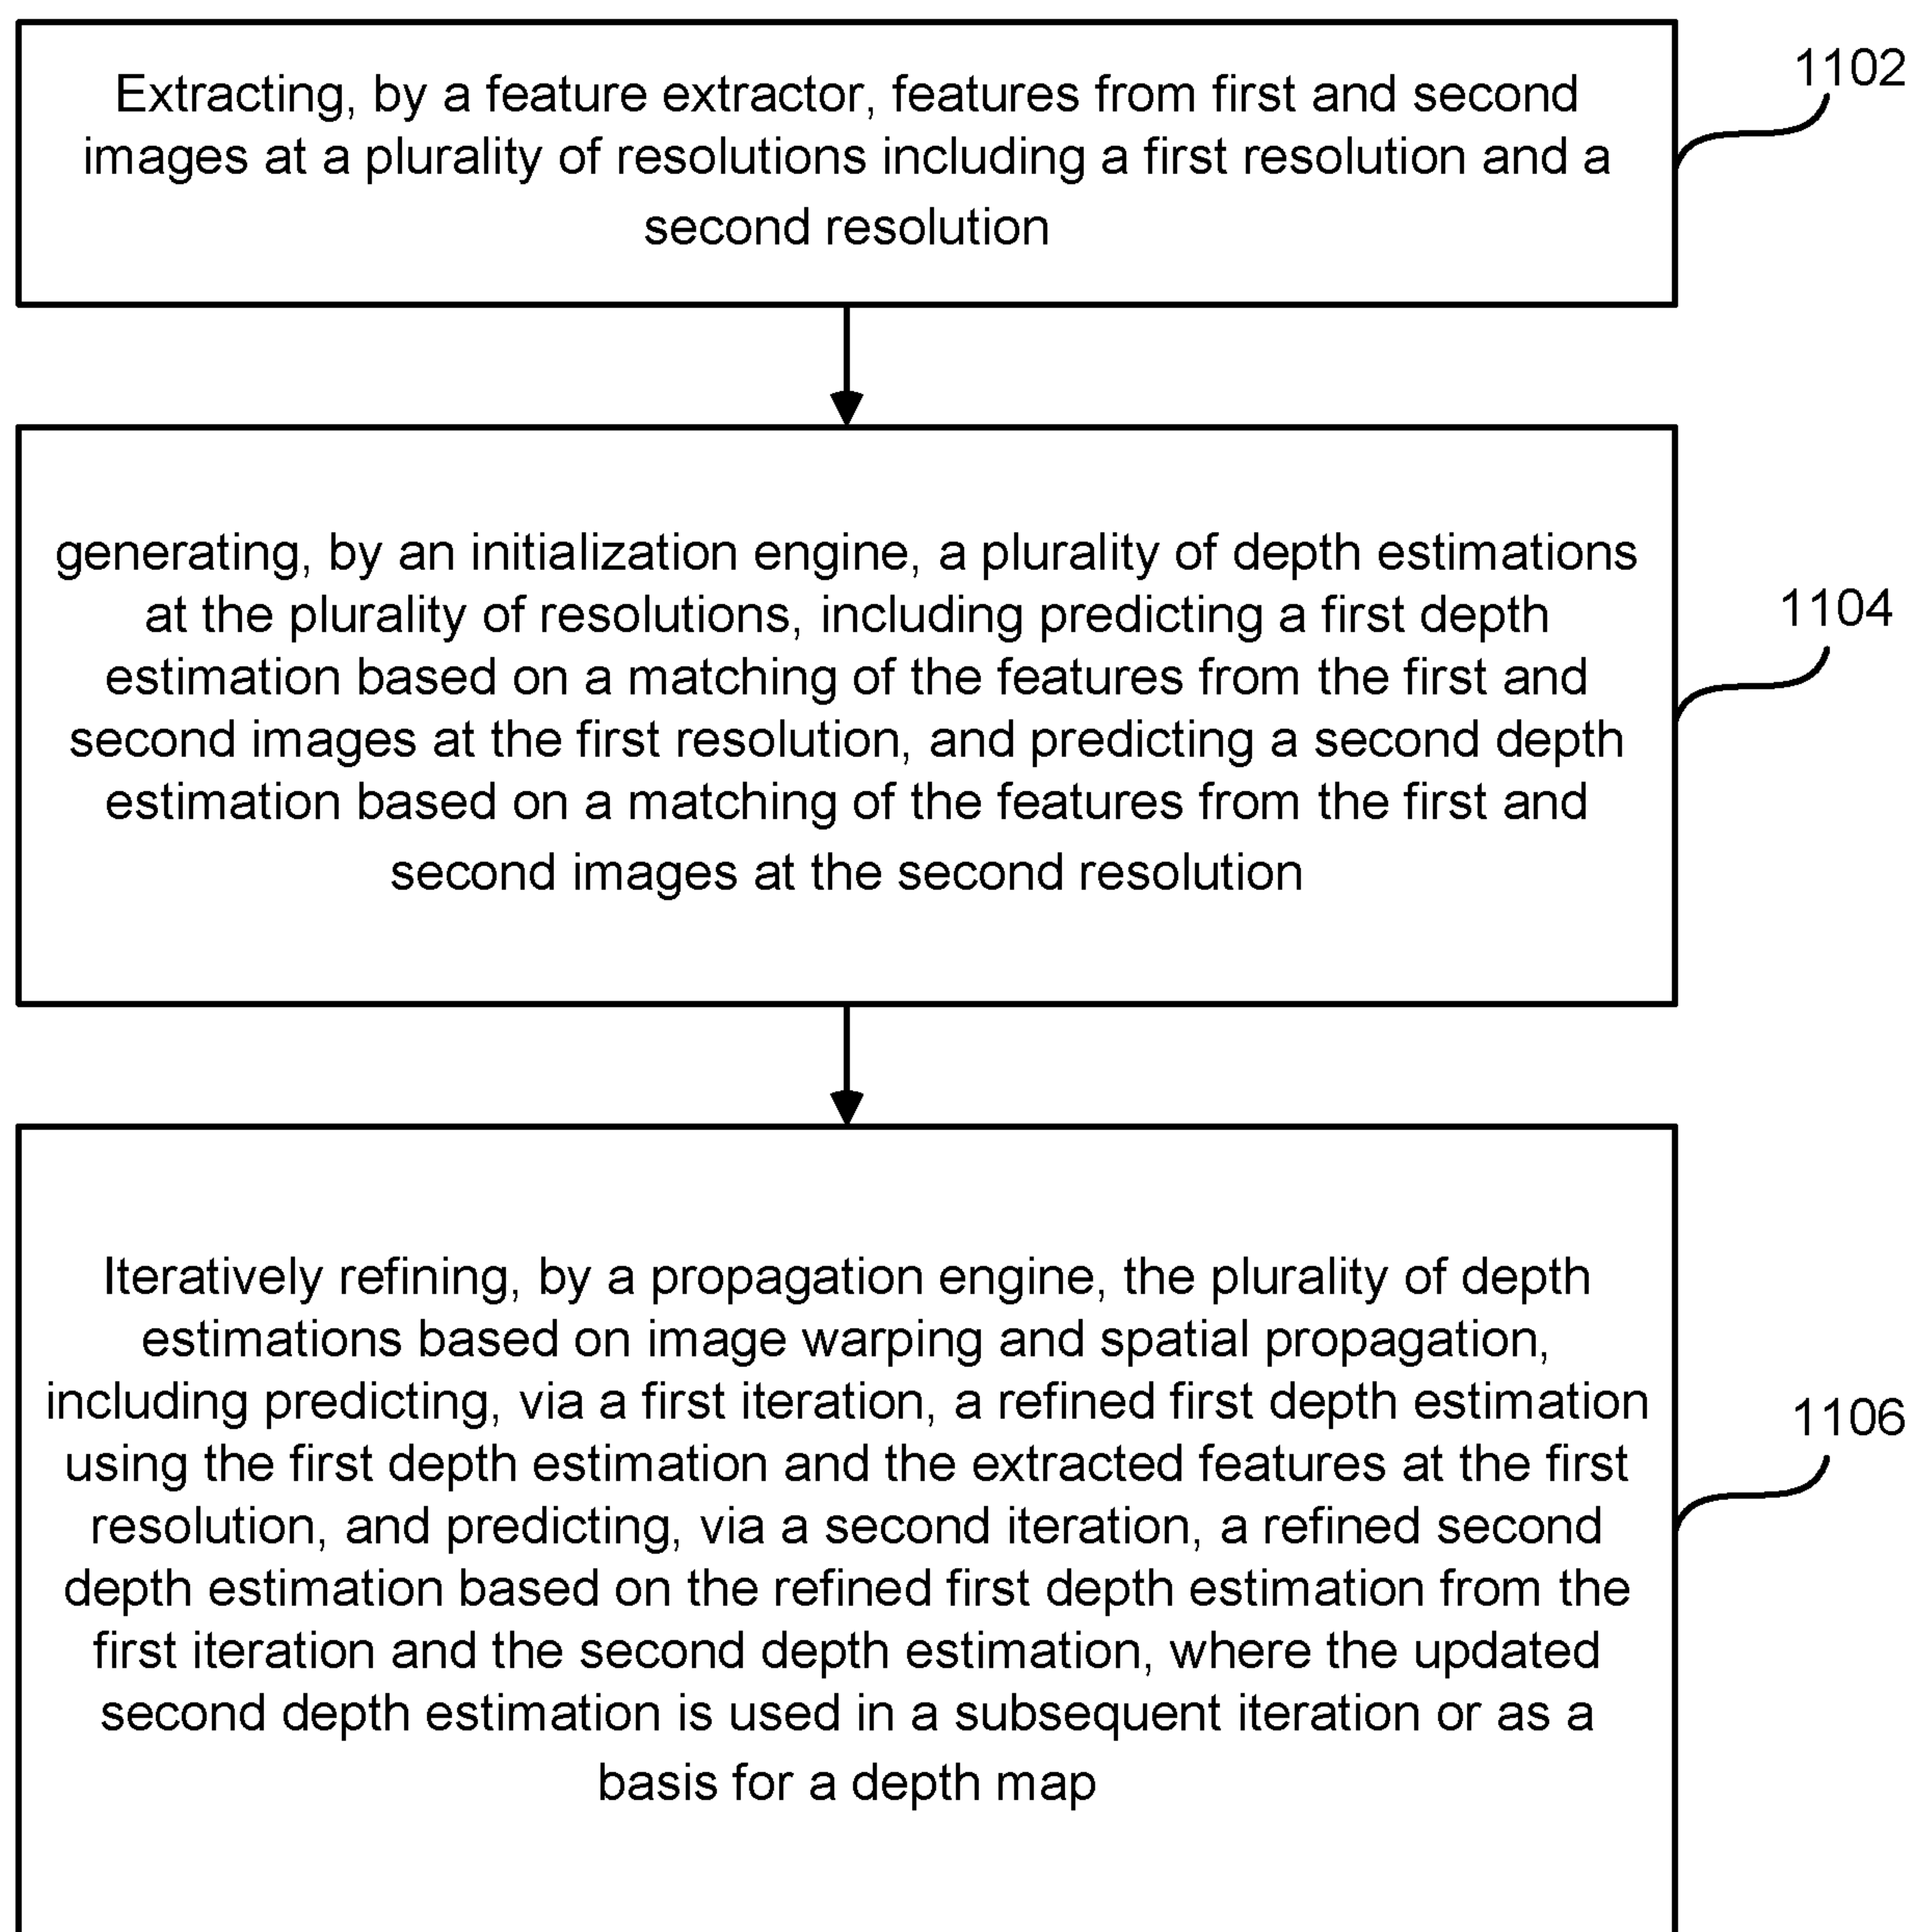 Extracting, by a feature extractor, features from first and second
images at a plurality of resolutions including a first resolution and a
second resolution
1102
generating, by an initialization engine, a plurality of depth estimations
at the plurality of resolutions, including predicting a first depth
estimation based on a matching of the features from the first and
second images at the first resolution, and predicting a second depth
estimation based on a matching of the features from the first and
second images at the second resolution
1104
Iteratively refining, by a propagation engine, the plurality of depth
estimations based on image warping and spatial propagation,
including predicting, via a first iteration, a refined first depth estimation
using the first depth estimation and the extracted features at the first
resolution, and predicting, via a second iteration, a refined second
depth estimation based on the refined first depth estimation from the
first iteration and the second depth estimation, where the updated
second depth estimation is used in a subsequent iteration or as a
basis for a depth map
1106